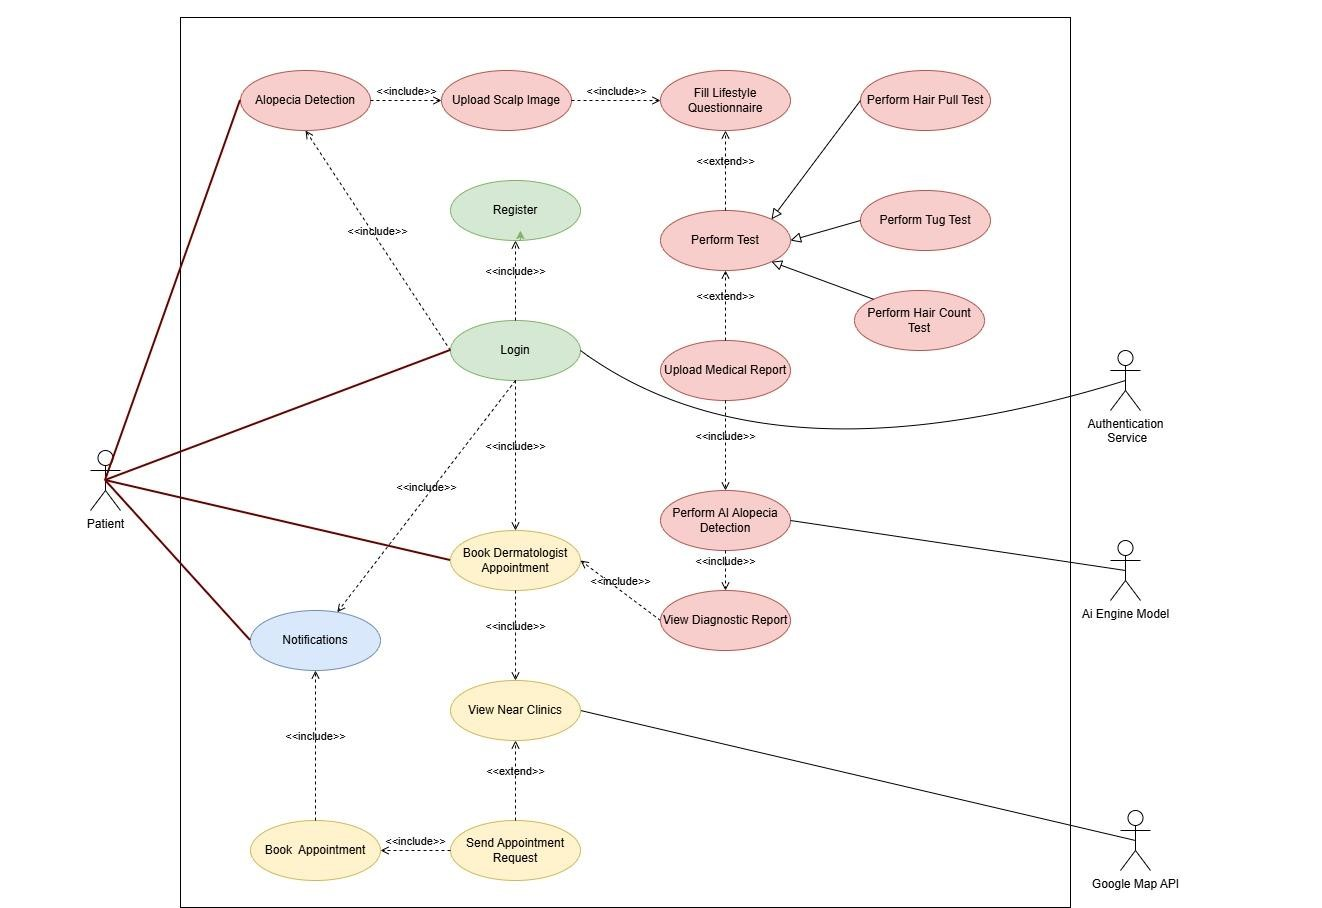 Alopecia Detection
<<include>>
Upload Scalp Image
<<include>>
Fill Lifestyle
Questionnaire
Perform Hair Pull Test
<<extend>>
Register
Perform Tug Test
<<include>>
Perform Test
<<include>>
<<extend>>
Perform Hair Count
Test
Login
Upload Medical Report
Authentication
Service
<<include>>
<<include>>
<<include>>
Patient
Perform AI Alopecia
Detection
Book Dermatologist
Appointment
<<include>>
<<include>>
Ai Engine Model
View Diagnostic Report
<<include>>
Notifications
View Near Clinics
<<include>>
<<extend>>
Book  Appointment
<<include>>
Send Appointment
Request
Google Map API